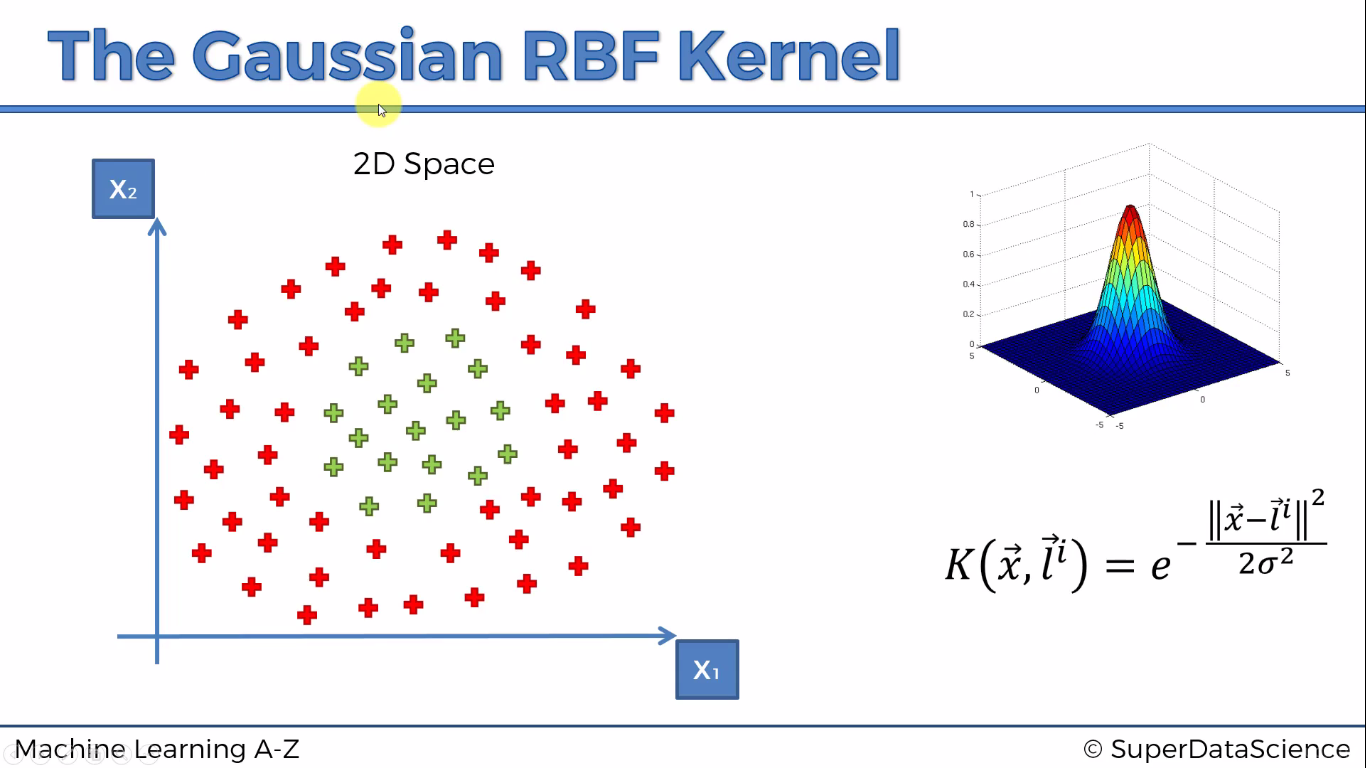 The Gaussian RBF Kernel
2D Space
X₂
X₁
1
0.8
0.6
0.4
0.2
0
5
0
-5
-5
0
5
K(x⃗, l⃗ⁱ) = e^(-‖x⃗-l⃗ⁱ‖²/2σ²)
Machine Learning A-Z
© SuperDataScience